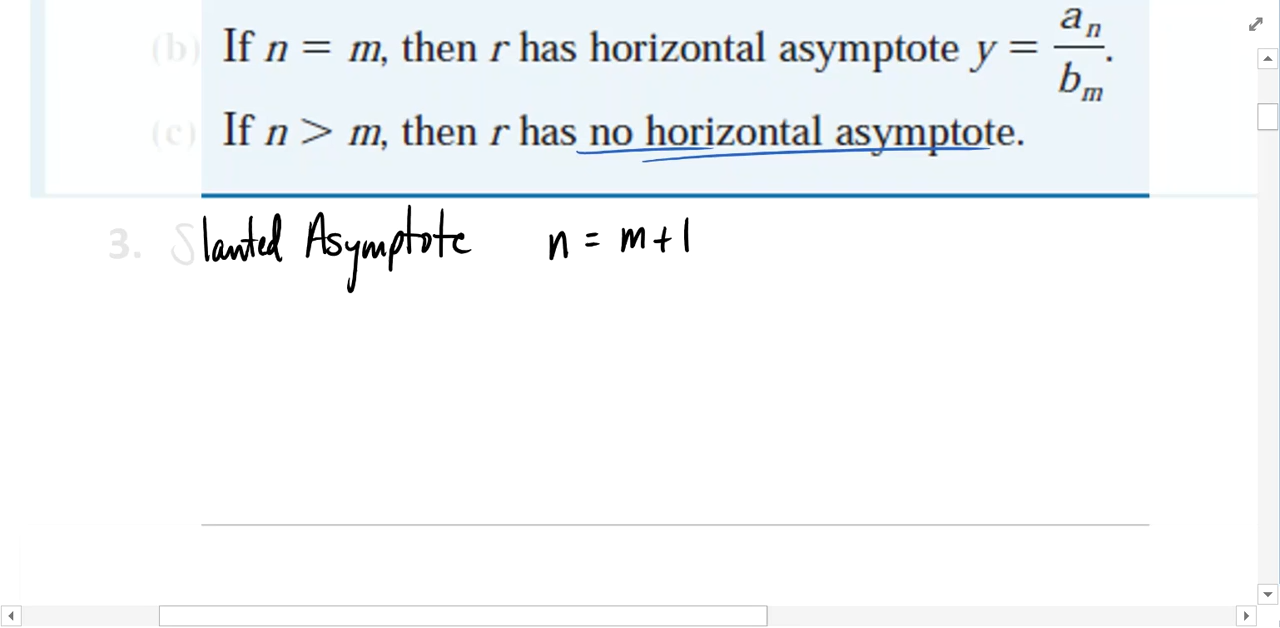 (b) If n = m, then r has horizontal asymptote y = a_n / b_m.
(c) If n > m, then r has no horizontal asymptote.
3. Slanted Asymptote n = m + 1